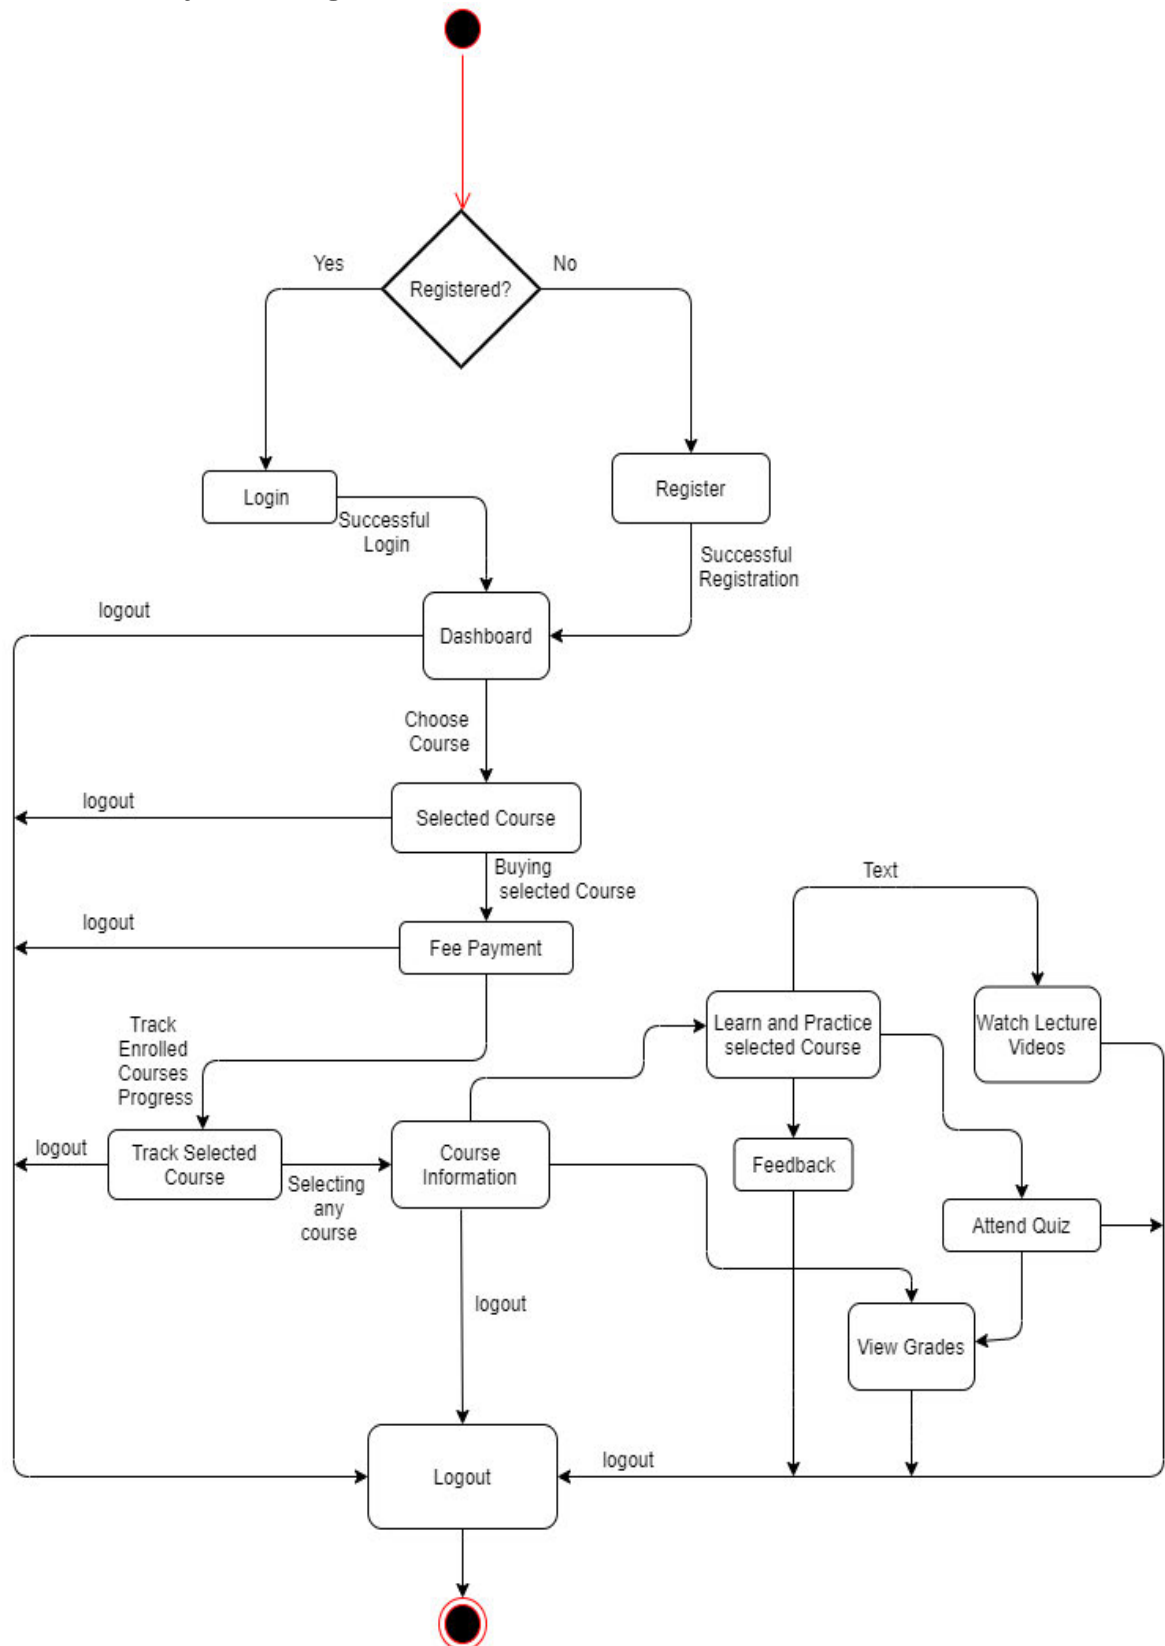 Yes
No
Registered?
Login
Register
Successful
Login
Successful
Registration
logout
Dashboard
Choose
Course
logout
Selected Course
Buying
selected Course
Text
logout
Fee Payment
Track
Enrolled
Courses
Progress
Learn and Practice
selected Course
Watch Lecture
Videos
logout
Track Selected
Course
Selecting
any
course
Course
Information
Feedback
Attend Quiz
logout
View Grades
Logout
logout